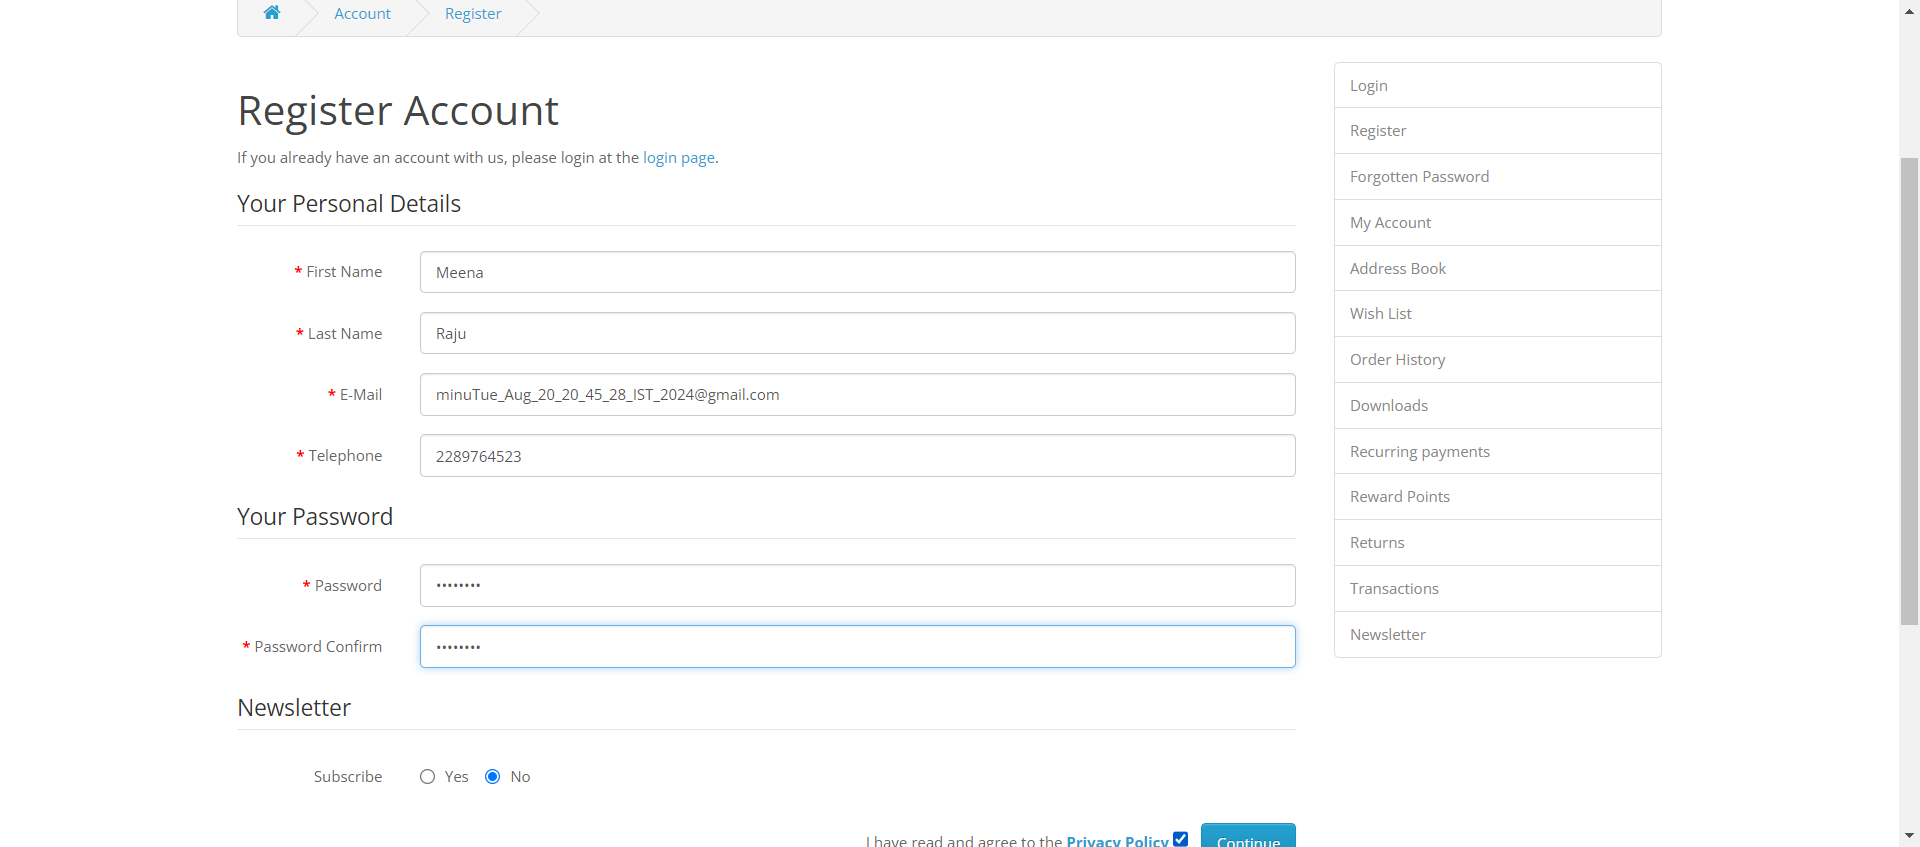 Account Register
Register Account
If you already have an account with us, please login at the login page.
Your Personal Details
* First Name Meena
* Last Name Raju
* E-Mail minuTue_Aug_20_20_45_28_IST_2024@gmail.com
* Telephone 2289764523
Your Password
* Password ••••••••
* Password Confirm ••••••••
Newsletter
Subscribe Yes No
I have read and agree to the Privacy Policy Continue
Login
Register
Forgotten Password
My Account
Address Book
Wish List
Order History
Downloads
Recurring payments
Reward Points
Returns
Transactions
Newsletter